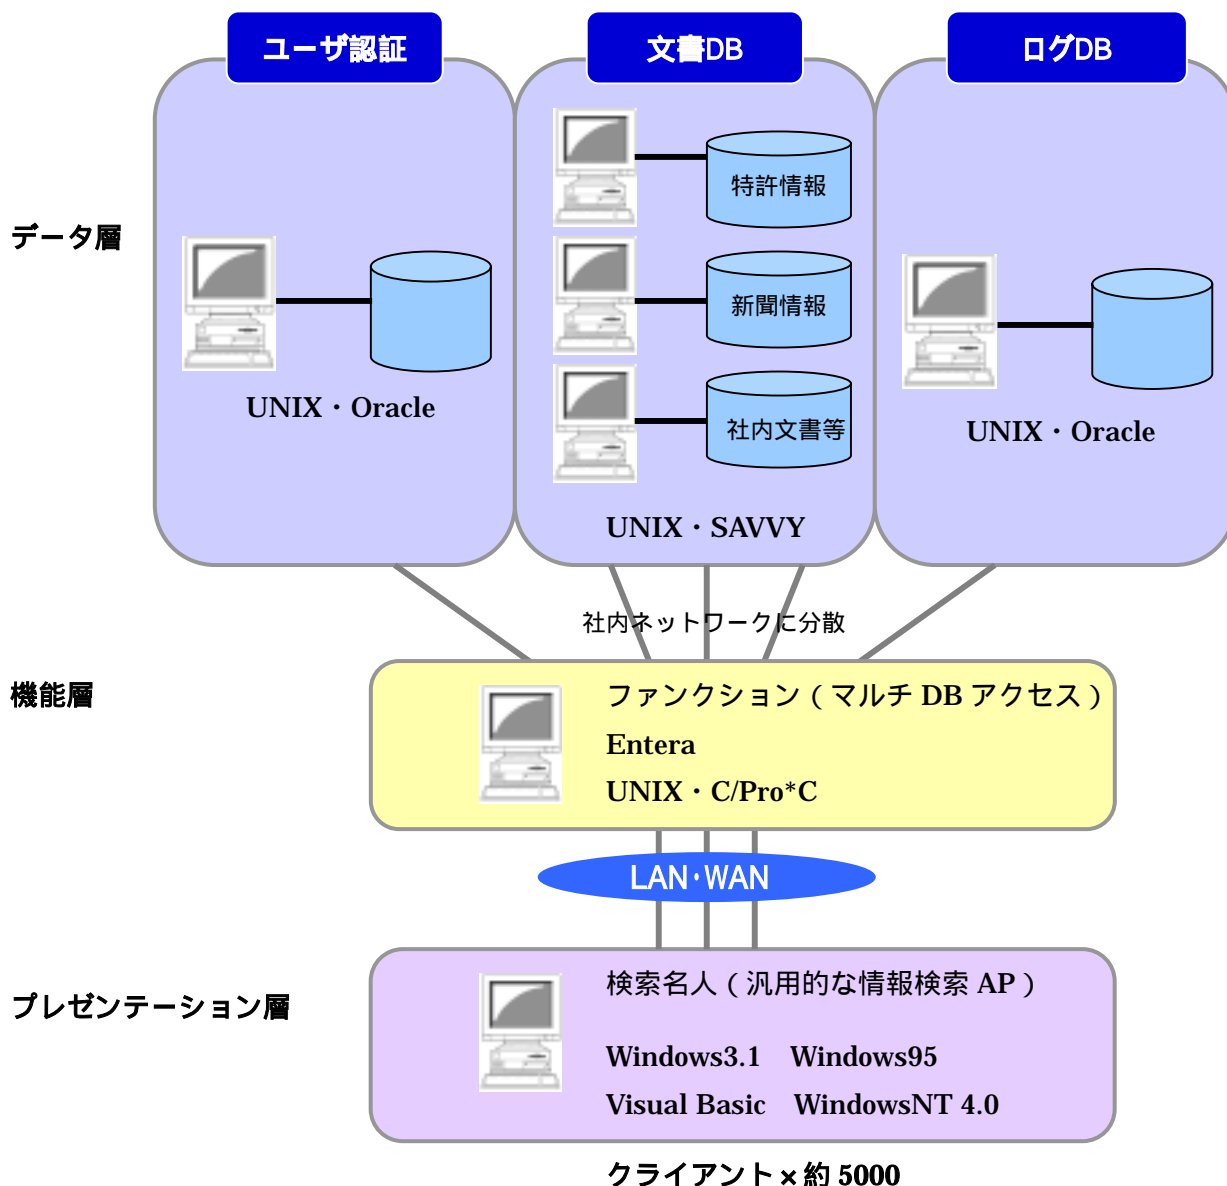 ユーザ認証
文書DB
ログDB
データ層
特許情報
新聞情報
社内文書等
UNIX・Oracle
UNIX・SAVVY
UNIX・Oracle
社内ネットワークに分散
機能層
ファンクション（マルチ DB アクセス）
Entera
UNIX・C/Pro*C
LAN・WAN
プレゼンテーション層
検索名人（汎用的な情報検索 AP）
Windows3.1　Windows95
Visual Basic　WindowsNT 4.0
クライアント×約 5000